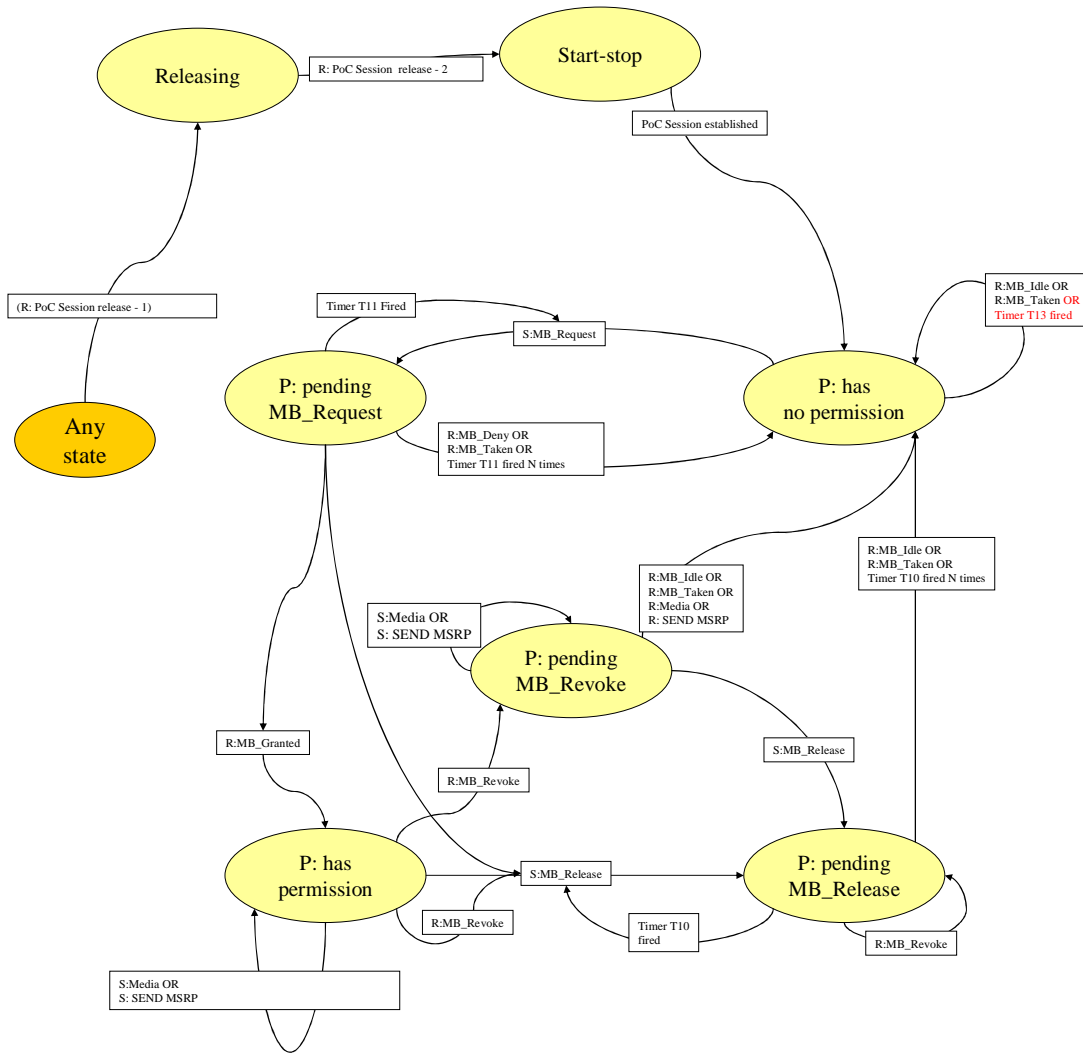 Start-stop
Releasing
R: PoC Session release - 2
PoC Session established
(R: PoC Session release - 1)
Timer T11 Fired
R:MB_Idle OR
R:MB_Taken OR
Timer T13 fired
S:MB_Request
P: pending
MB_Request
P: has
no permission
Any
state
R:MB_Deny OR
R:MB_Taken OR
Timer T11 fired N times
R:MB_Idle OR
R:MB_Taken OR
Timer T10 fired N times
R:MB_Idle OR
R:MB_Taken OR
R:Media OR
R: SEND MSRP
S:Media OR
S: SEND MSRP
P: pending
MB_Revoke
R:MB_Granted
S:MB_Release
R:MB_Revoke
P: has
permission
S:MB_Release
P: pending
MB_Release
R:MB_Revoke
Timer T10
fired
R:MB_Revoke
S:Media OR
S: SEND MSRP